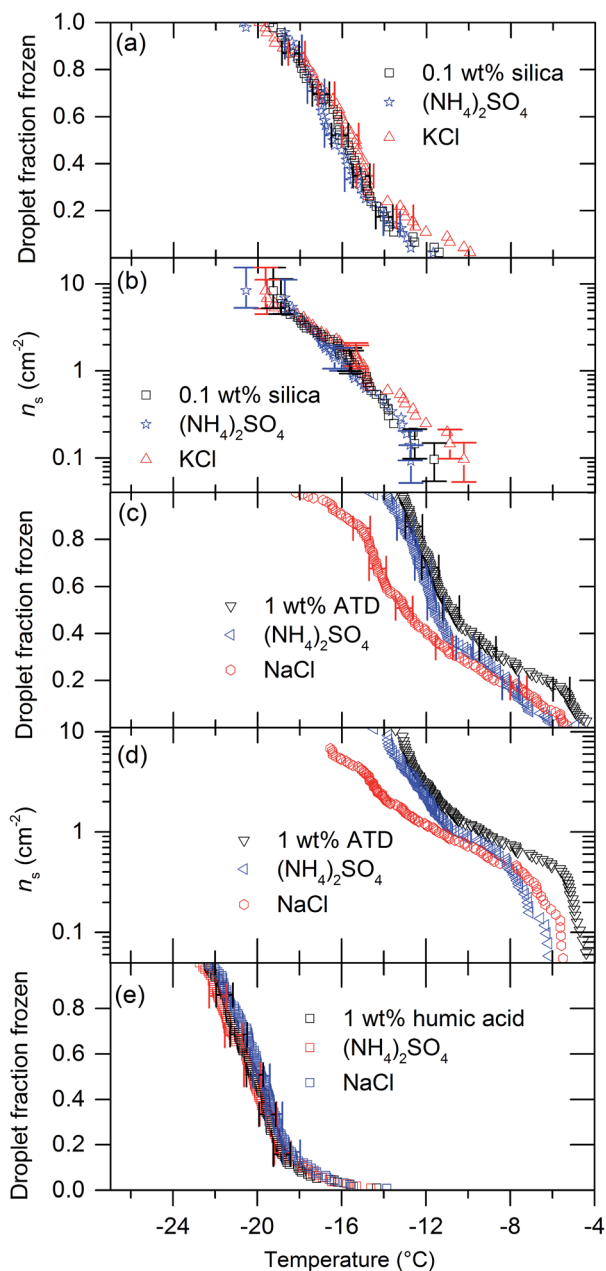 (a)
1.0
0.8
0.6
0.4
0.2
Droplet fraction frozen
0.1 wt% silica
(NH4)2SO4
KCl
(b)
10
1
0.1
ns (cm-2)
0.1 wt% silica
(NH4)2SO4
KCl
(c)
0.8
0.6
0.4
0.2
Droplet fraction frozen
1 wt% ATD
(NH4)2SO4
NaCl
(d)
10
1
0.1
ns (cm-2)
1 wt% ATD
(NH4)2SO4
NaCl
(e)
0.8
0.6
0.4
0.2
0.0
Droplet fraction frozen
1 wt% humic acid
(NH4)2SO4
NaCl
-24 -20 -16 -12 -8 -4
Temperature (°C)